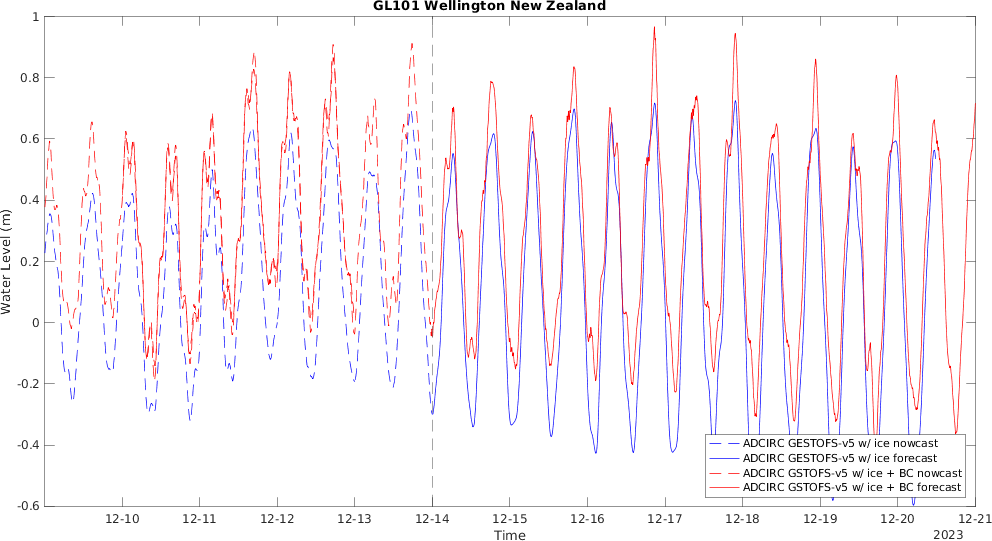 GL101 Wellington New Zealand
1
0.8
0.6
0.4
0.2
0
-0.2
-0.4
-0.6
Water Level (m)
12-10 12-11 12-12 12-13 12-14 12-15 12-16 12-17 12-18 12-19 12-20 12-21
Time
2023
ADCIRC GESTOFS-v5 w/ ice nowcast
ADCIRC GESTOFS-v5 w/ ice forecast
ADCIRC GSTOFS-v5 w/ ice + BC nowcast
ADCIRC GSTOFS-v5 w/ ice + BC forecast